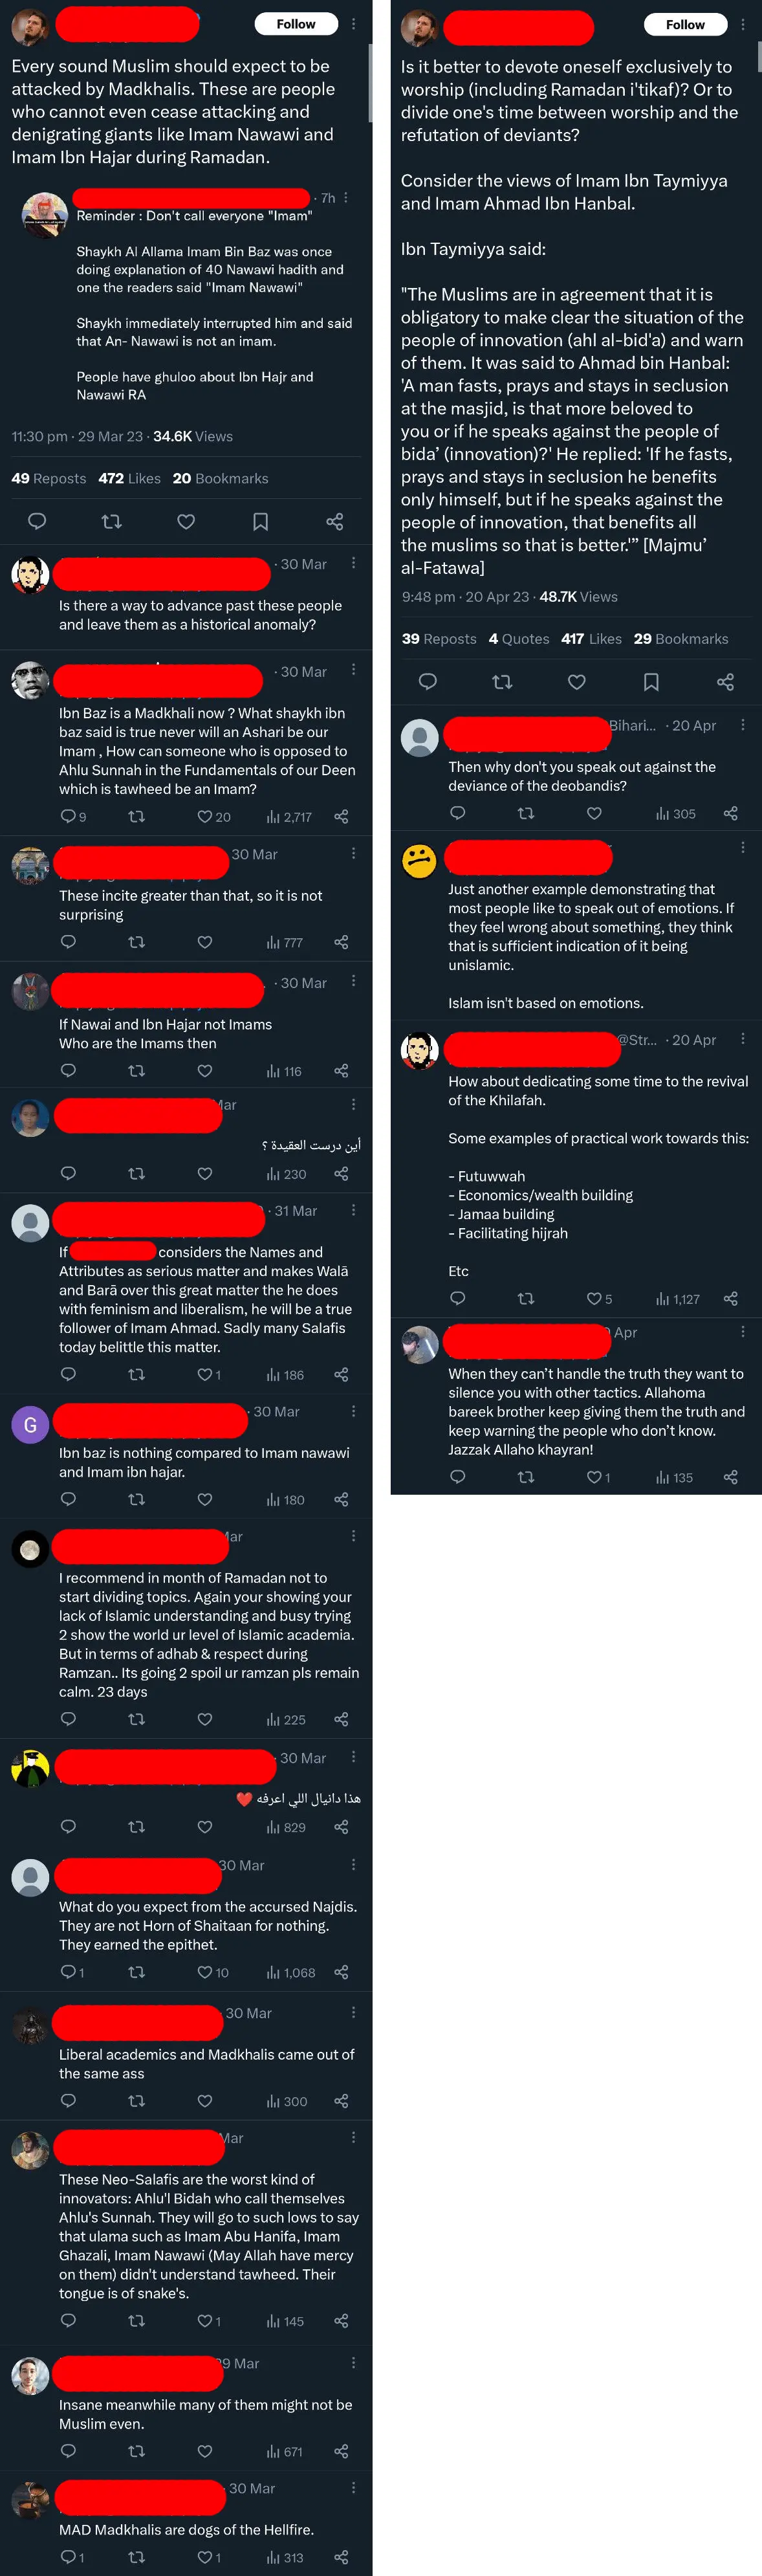 Follow
Every sound Muslim should expect to be
attacked by Madkhalis. These are people
who cannot even cease attacking and
denigrating giants like Imam Nawawi and
Imam Ibn Hajar during Ramadan.
· 7h
Reminder : Don't call everyone "Imam"
Shaykh Al Allama Imam Bin Baz was once
doing explanation of 40 Nawawi hadith and
one the readers said "Imam Nawawi"
Shaykh immediately interrupted him and said
that An- Nawawi is not an imam.
People have ghuloo about Ibn Hajr and
Nawawi RA
11:30 pm · 29 Mar 23 · 34.6K Views
49 Reposts 472 Likes 20 Bookmarks
· 30 Mar
Is there a way to advance past these people
and leave them as a historical anomaly?
· 30 Mar
Ibn Baz is a Madkhali now ? What shaykh ibn
baz said is true never will an Ashari be our
Imam , How can someone who is opposed to
Ahlu Sunnah in the Fundamentals of our Deen
which is tawheed be an Imam?
9 20 2,717
30 Mar
These incite greater than that, so it is not
surprising
777
· 30 Mar
If Nawai and Ibn Hajar not Imams
Who are the Imams then
116
Mar
أين درست العقيدة ؟
230
· 31 Mar
If considers the Names and
Attributes as serious matter and makes Walā
and Barā over this great matter the he does
with feminism and liberalism, he will be a true
follower of Imam Ahmad. Sadly many Salafis
today belittle this matter.
1 186
G
· 30 Mar
Ibn baz is nothing compared to Imam nawawi
and Imam ibn hajar.
180
Mar
I recommend in month of Ramadan not to
start dividing topics. Again your showing your
lack of Islamic understanding and busy trying
2 show the world ur level of Islamic academia.
But in terms of adhab & respect during
Ramzan.. Its going 2 spoil ur ramzan pls remain
calm. 23 days
225
· 30 Mar
هذا دانيال اللي اعرفه ❤️
829
30 Mar
What do you expect from the accursed Najdis.
They are not Horn of Shaitaan for nothing.
They earned the epithet.
1 10 1,068
30 Mar
Liberal academics and Madkhalis came out of
the same ass
300
Mar
These Neo-Salafis are the worst kind of
innovators: Ahlu'l Bidah who call themselves
Ahlu's Sunnah. They will go to such lows to say
that ulama such as Imam Abu Hanifa, Imam
Ghazali, Imam Nawawi (May Allah have mercy
on them) didn't understand tawheed. Their
tongue is of snake's.
1 145
29 Mar
Insane meanwhile many of them might not be
Muslim even.
671
· 30 Mar
MAD Madkhalis are dogs of the Hellfire.
1 1 313
Follow
Is it better to devote oneself exclusively to
worship (including Ramadan i'tikaf)? Or to
divide one's time between worship and the
refutation of deviants?
Consider the views of Imam Ibn Taymiyya
and Imam Ahmad Ibn Hanbal.
Ibn Taymiyya said:
"The Muslims are in agreement that it is
obligatory to make clear the situation of the
people of innovation (ahl al-bid'a) and warn
of them. It was said to Ahmad bin Hanbal:
'A man fasts, prays and stays in seclusion
at the masjid, is that more beloved to
you or if he speaks against the people of
bida' (innovation)?' He replied: 'If he fasts,
prays and stays in seclusion he benefits
only himself, but if he speaks against the
people of innovation, that benefits all
the muslims so that is better.'" [Majmu'
al-Fatawa]
9:48 pm · 20 Apr 23 · 48.7K Views
39 Reposts 4 Quotes 417 Likes 29 Bookmarks
Bihari... · 20 Apr
Then why don't you speak out against the
deviance of the deobandis?
305
Just another example demonstrating that
most people like to speak out of emotions. If
they feel wrong about something, they think
that is sufficient indication of it being
unislamic.
Islam isn't based on emotions.
@Str... · 20 Apr
How about dedicating some time to the revival
of the Khilafah.
Some examples of practical work towards this:
- Futuwwah
- Economics/wealth building
- Jamaa building
- Facilitating hijrah
Etc
5 1,127
Apr
When they can't handle the truth they want to
silence you with other tactics. Allahoma
bareek brother keep giving them the truth and
keep warning the people who don't know.
Jazzak Allaho khayran!
1 135